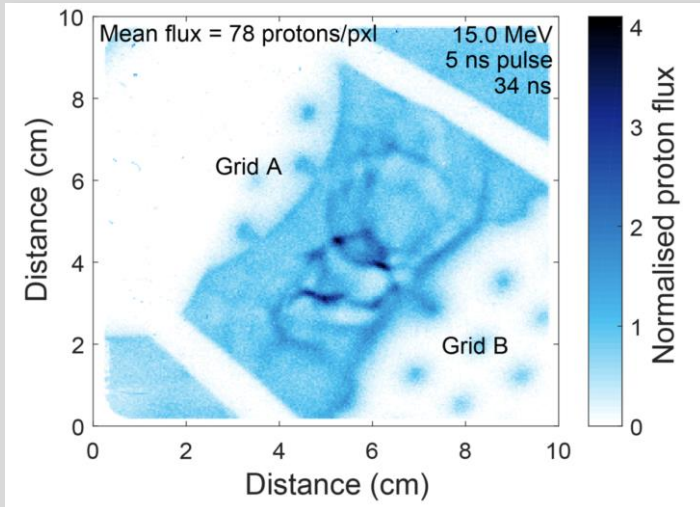 Mean flux = 78 protons/pxl
15.0 MeV
5 ns pulse
34 ns
Grid A
Grid B
10
8
6
4
2
0
0 2 4 6 8 10
Distance (cm)
Distance (cm)
4
3
2
1
0
Normalised proton flux